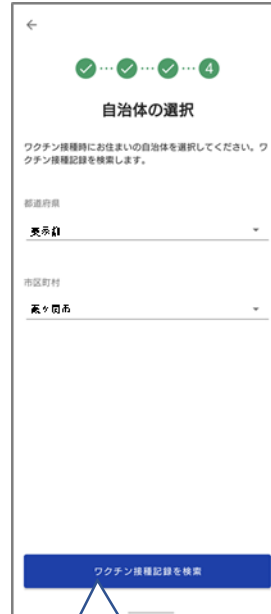 4
自治体の選択
ワクチン接種時にお住まいの自治体を選択してください。ワ
クチン接種記録を検索します。
都道府県
市区町村
ワクチン接種記録を検索